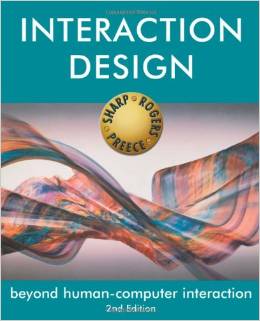 INTERACTION
DESIGN
SHARP • ROGERS
PREECE
beyond human-computer interaction
2nd Edition